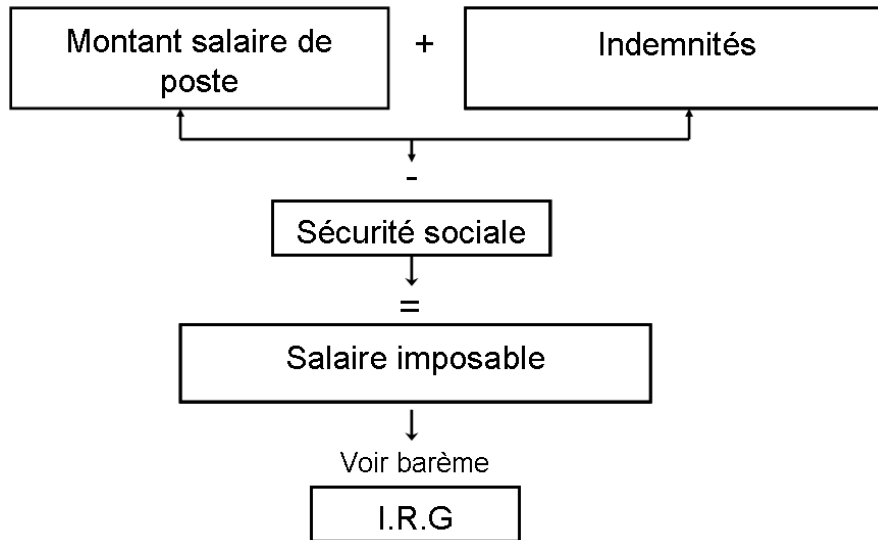 Montant salaire de
poste
+
Indemnités
-
Sécurité sociale
=
Salaire imposable
Voir barème
I.R.G